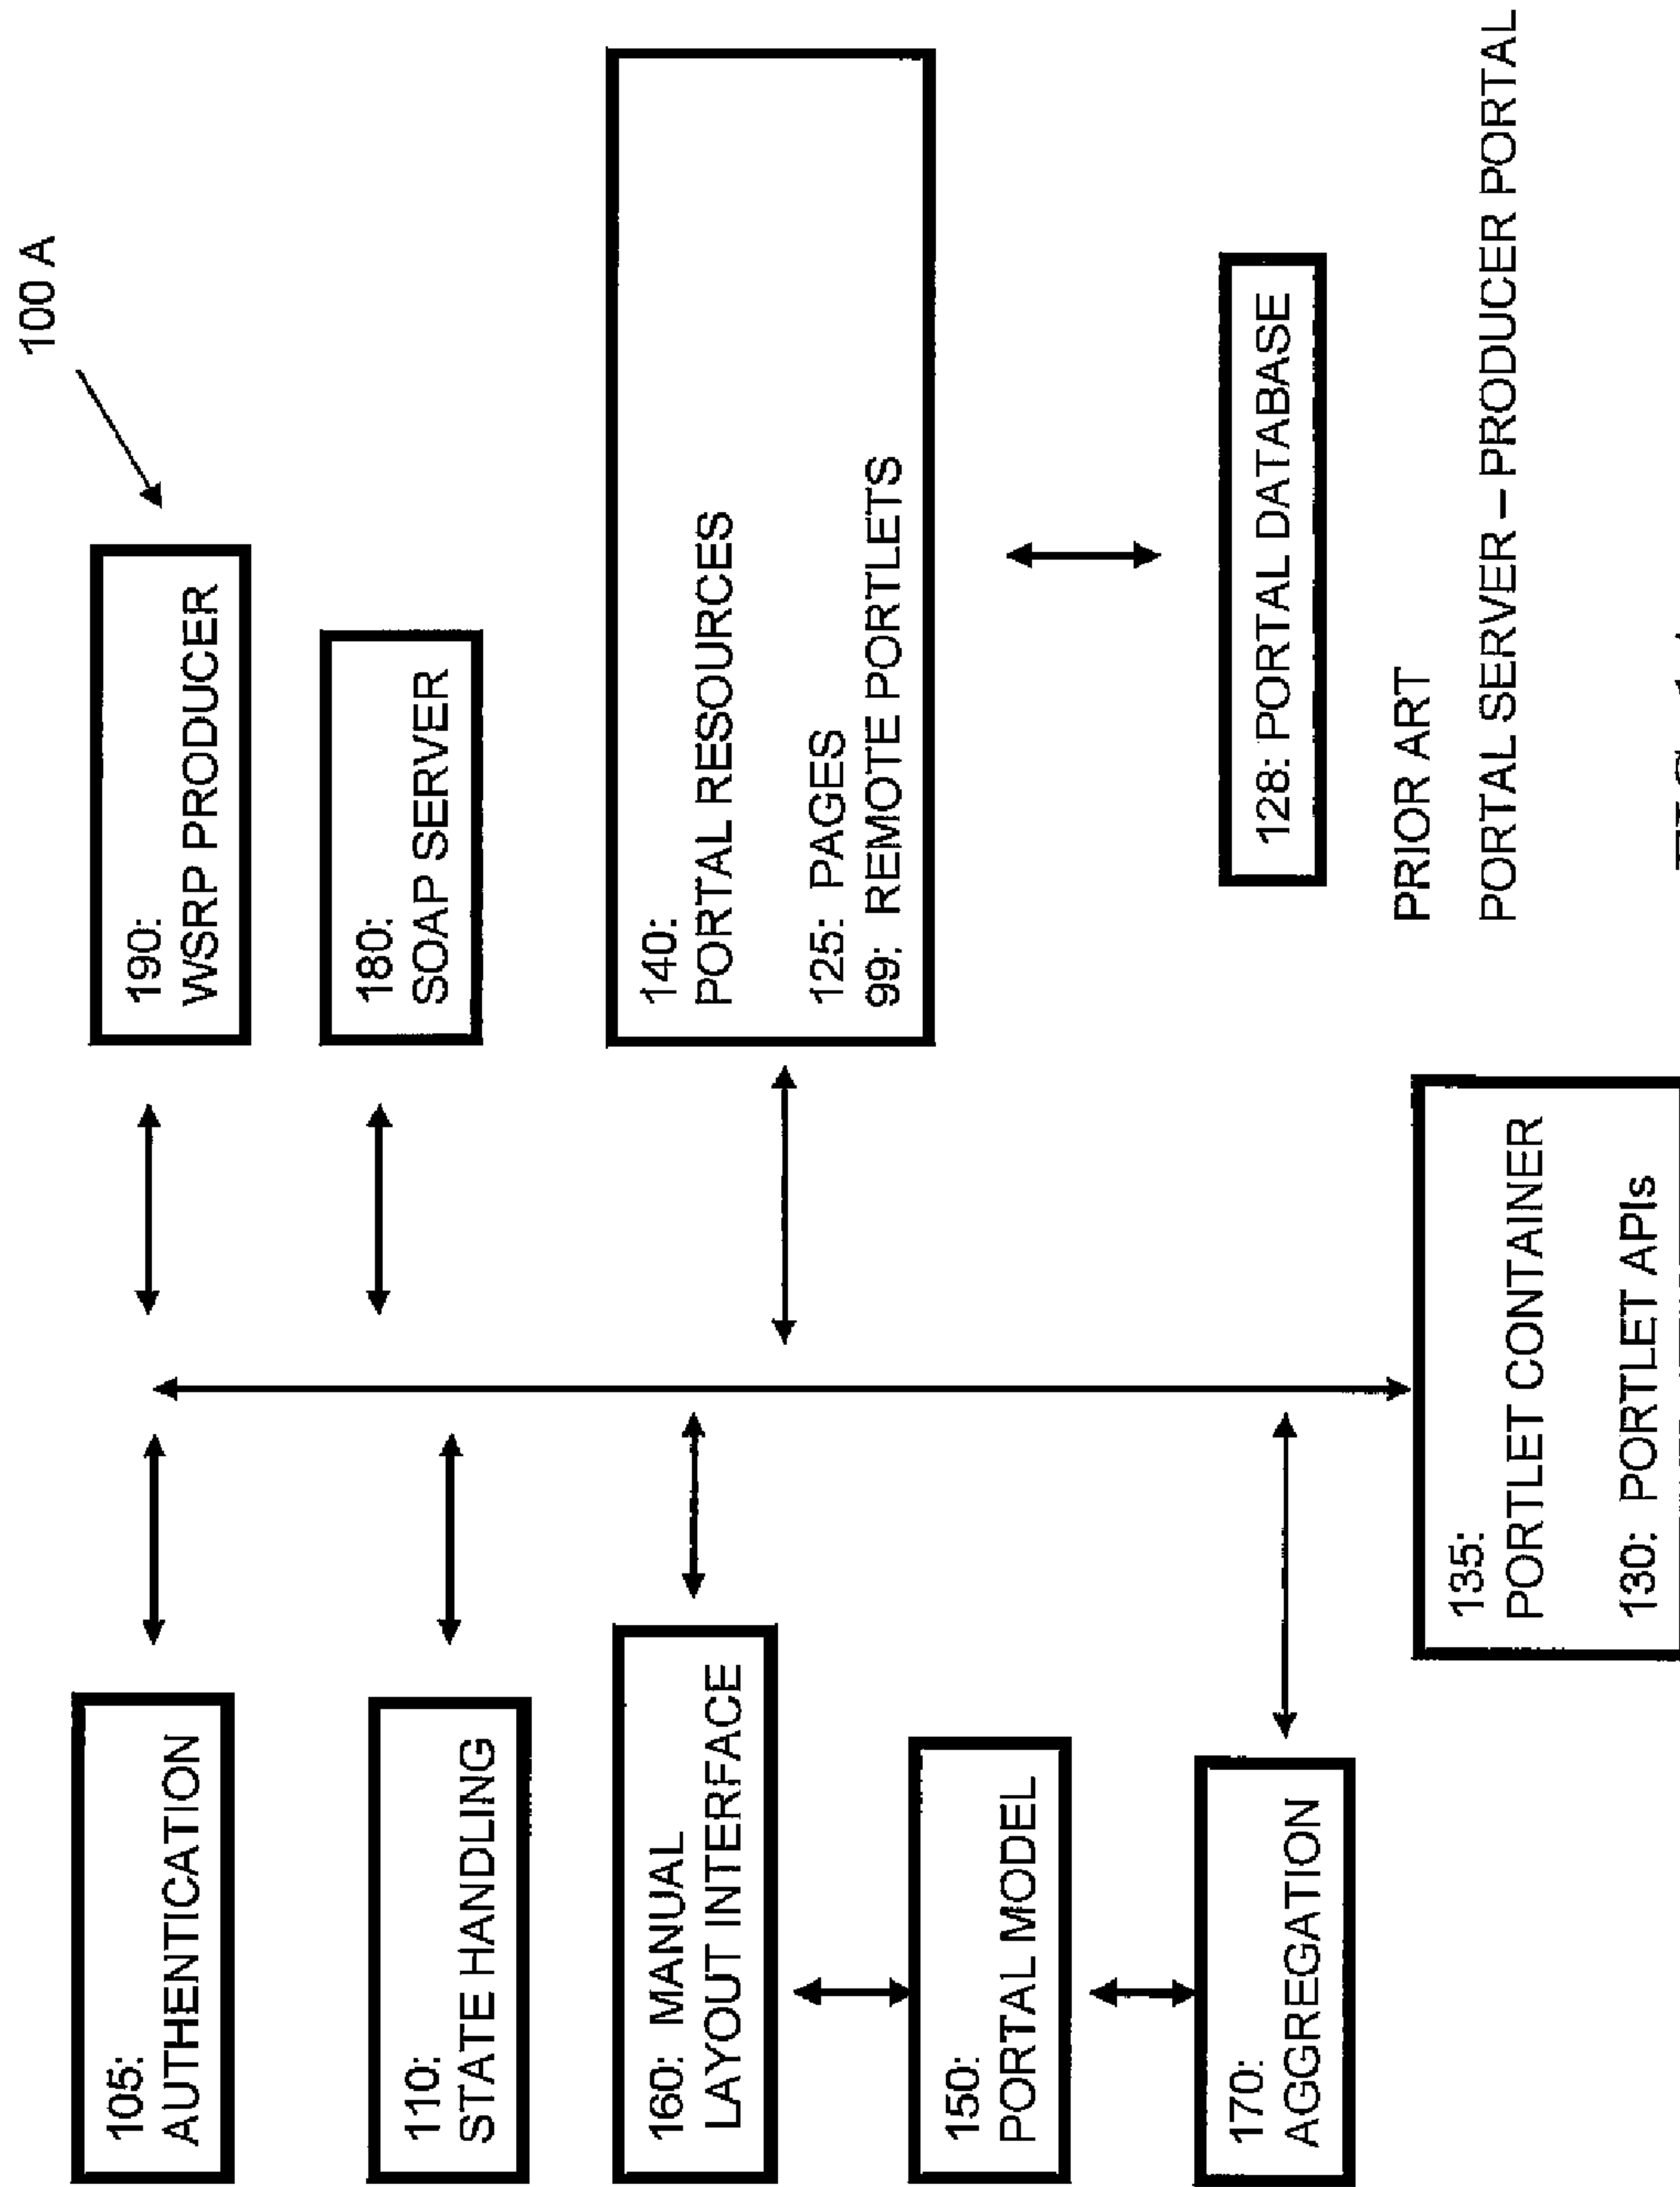 100 A
105:
AUTHENTICATION
110:
STATE HANDLING
160: MANUAL
LAYOUT INTERFACE
150:
PORTAL MODEL
170:
AGGREGATION
190:
WSRP PRODUCER
180:
SOAP SERVER
140:
PORTAL RESOURCES
125: PAGES
99: REMOTE PORTLETS
128: PORTAL DATABASE
135:
PORTLET CONTAINER
130: PORTLET APIs
PRIOR ART
PORTAL SERVER – PRODUCER PORTAL